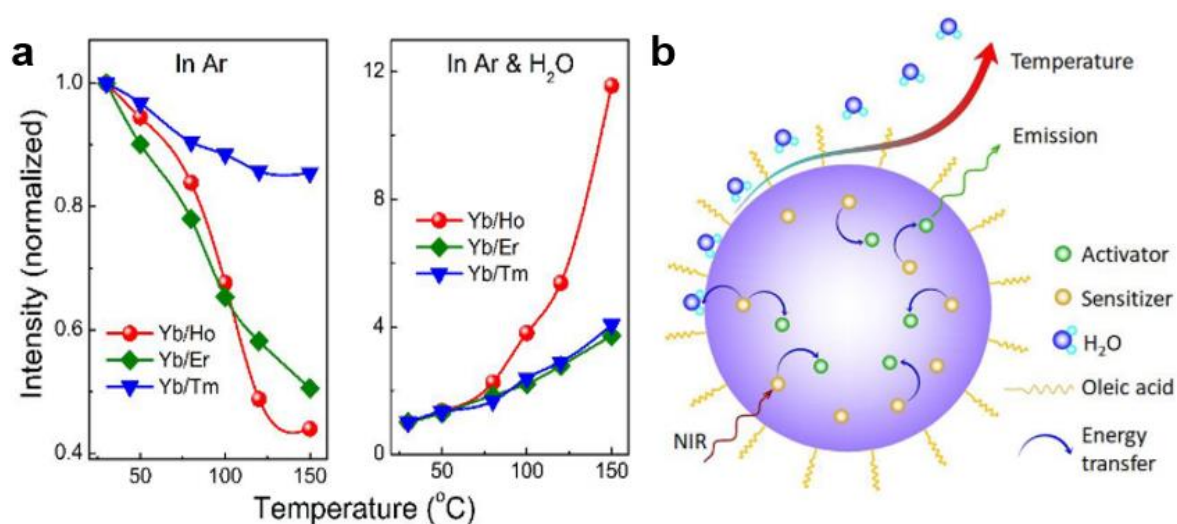 a
In Ar
1.0
0.8
0.6
0.4
Intensity (normalized)
Yb/Ho
Yb/Er
Yb/Tm
50
100
150
In Ar & H₂O
12
8
4
0
Yb/Ho
Yb/Er
Yb/Tm
50
100
150
Temperature (°C)
b
Temperature
Emission
Activator
Sensitizer
H₂O
Oleic acid
Energy
transfer
NIR